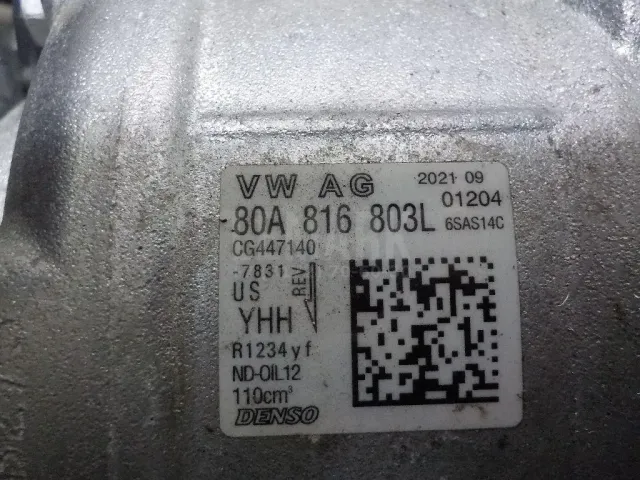 VW AG 2021 09
01204
80A 816 803L 6SAS14C
CG447140
-7831
US REV
YHH
R1234yf
ND-OIL12
110cm³
DENSO